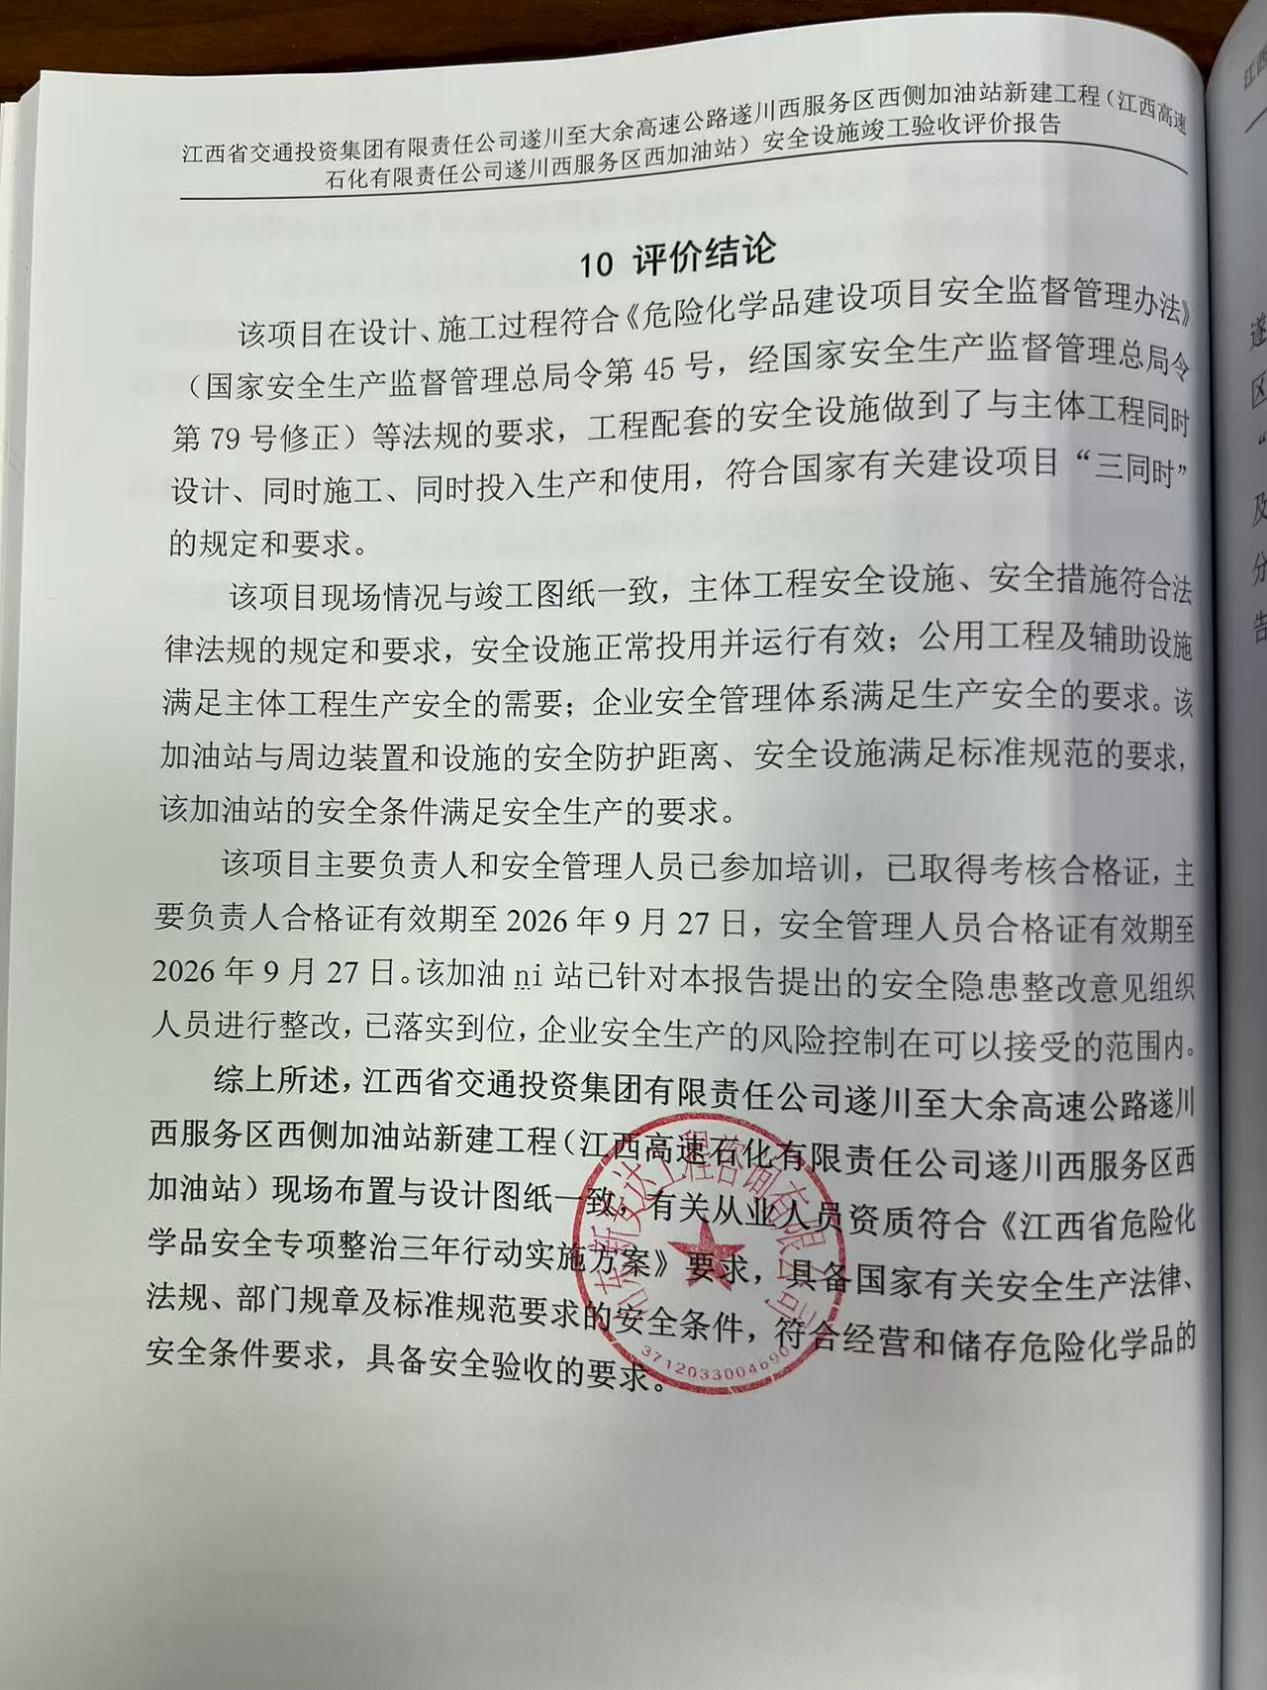 江西省交通投资集团有限责任公司遂川至大余高速公路遂川西服务区西侧加油站新建工程（江西高速
石化有限责任公司遂川西服务区西加油站）安全设施竣工验收评价报告
10 评价结论
该项目在设计、施工过程符合《危险化学品建设项目安全监督管理办法》
（国家安全生产监督管理总局令第 45 号，经国家安全生产监督管理总局令
第 79 号修正）等法规的要求，工程配套的安全设施做到了与主体工程同时
设计、同时施工、同时投入生产和使用，符合国家有关建设项目“三同时”
的规定和要求。
该项目现场情况与竣工图纸一致，主体工程安全设施、安全措施符合法
律法规的规定和要求，安全设施正常投用并运行有效；公用工程及辅助设施
满足主体工程生产安全的需要；企业安全管理体系满足生产安全的要求。该
加油站与周边装置和设施的安全防护距离、安全设施满足标准规范的要求，
该加油站的安全条件满足安全生产的要求。
该项目主要负责人和安全管理人员已参加培训，已取得考核合格证，主
要负责人合格证有效期至 2026 年 9 月 27 日，安全管理人员合格证有效期至
2026 年 9 月 27 日。该加油 ni 站已针对本报告提出的安全隐患整改意见组织
人员进行整改，已落实到位，企业安全生产的风险控制在可以接受的范围内。
综上所述，江西省交通投资集团有限责任公司遂川至大余高速公路遂川
西服务区西侧加油站新建工程（江西高速石化有限责任公司遂川西服务区西
加油站）现场布置与设计图纸一致，有关从业人员资质符合《江西省危险化
学品安全专项整治三年行动实施方案》要求，具备国家有关安全生产法律、
法规、部门规章及标准规范要求的安全条件，符合经营和储存危险化学品的
安全条件要求，具备安全验收的要求。
山东新安达工程咨询有限公司
3712033004690